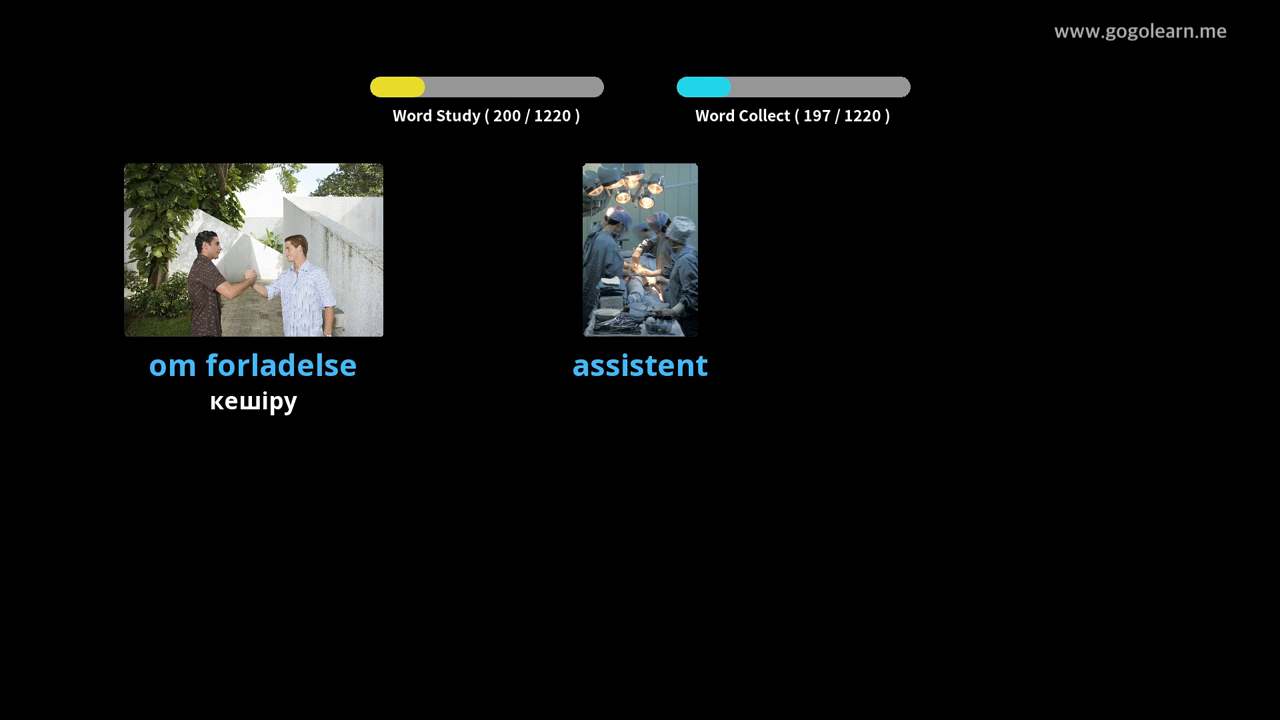 www.gogolearn.me
Word Study ( 200 / 1220 )
Word Collect ( 197 / 1220 )
om forladelse
кешіру
assistent